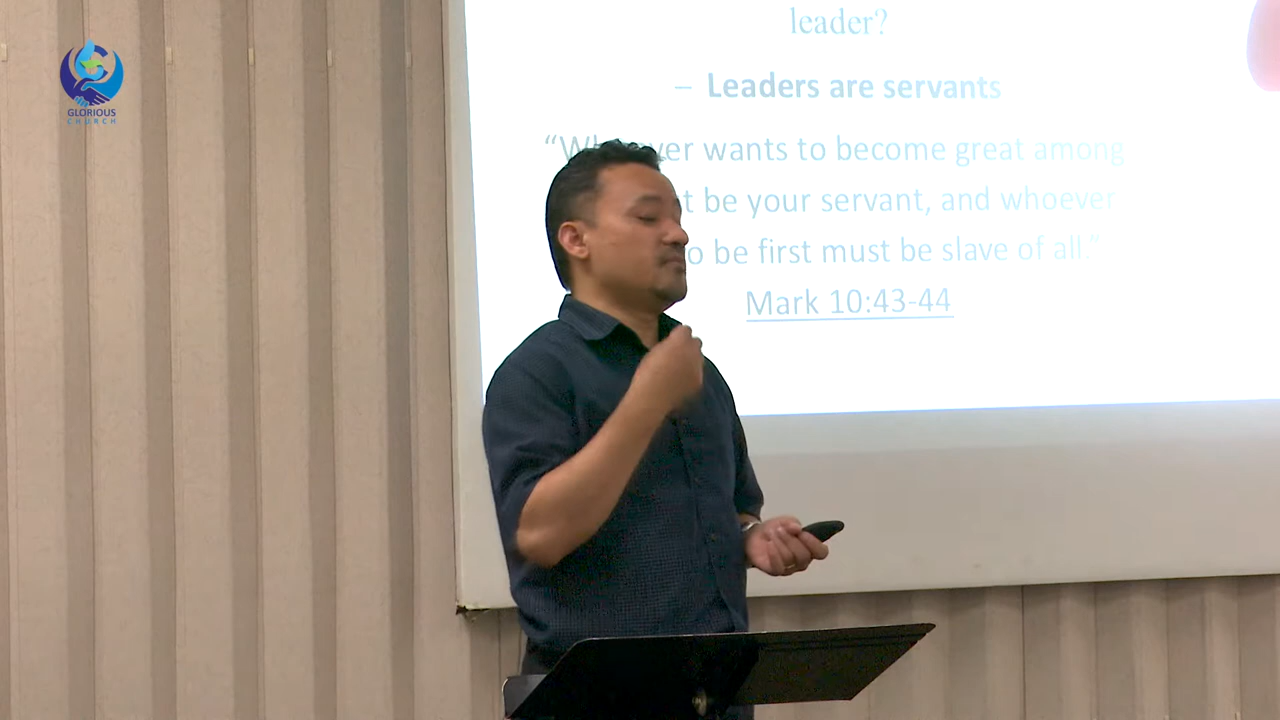 GLORIOUS
CHURCH
leader?
– Leaders are servants
wants to become great among
be your servant, and whoever
be first must be slave of all.”
Mark 10:43-44